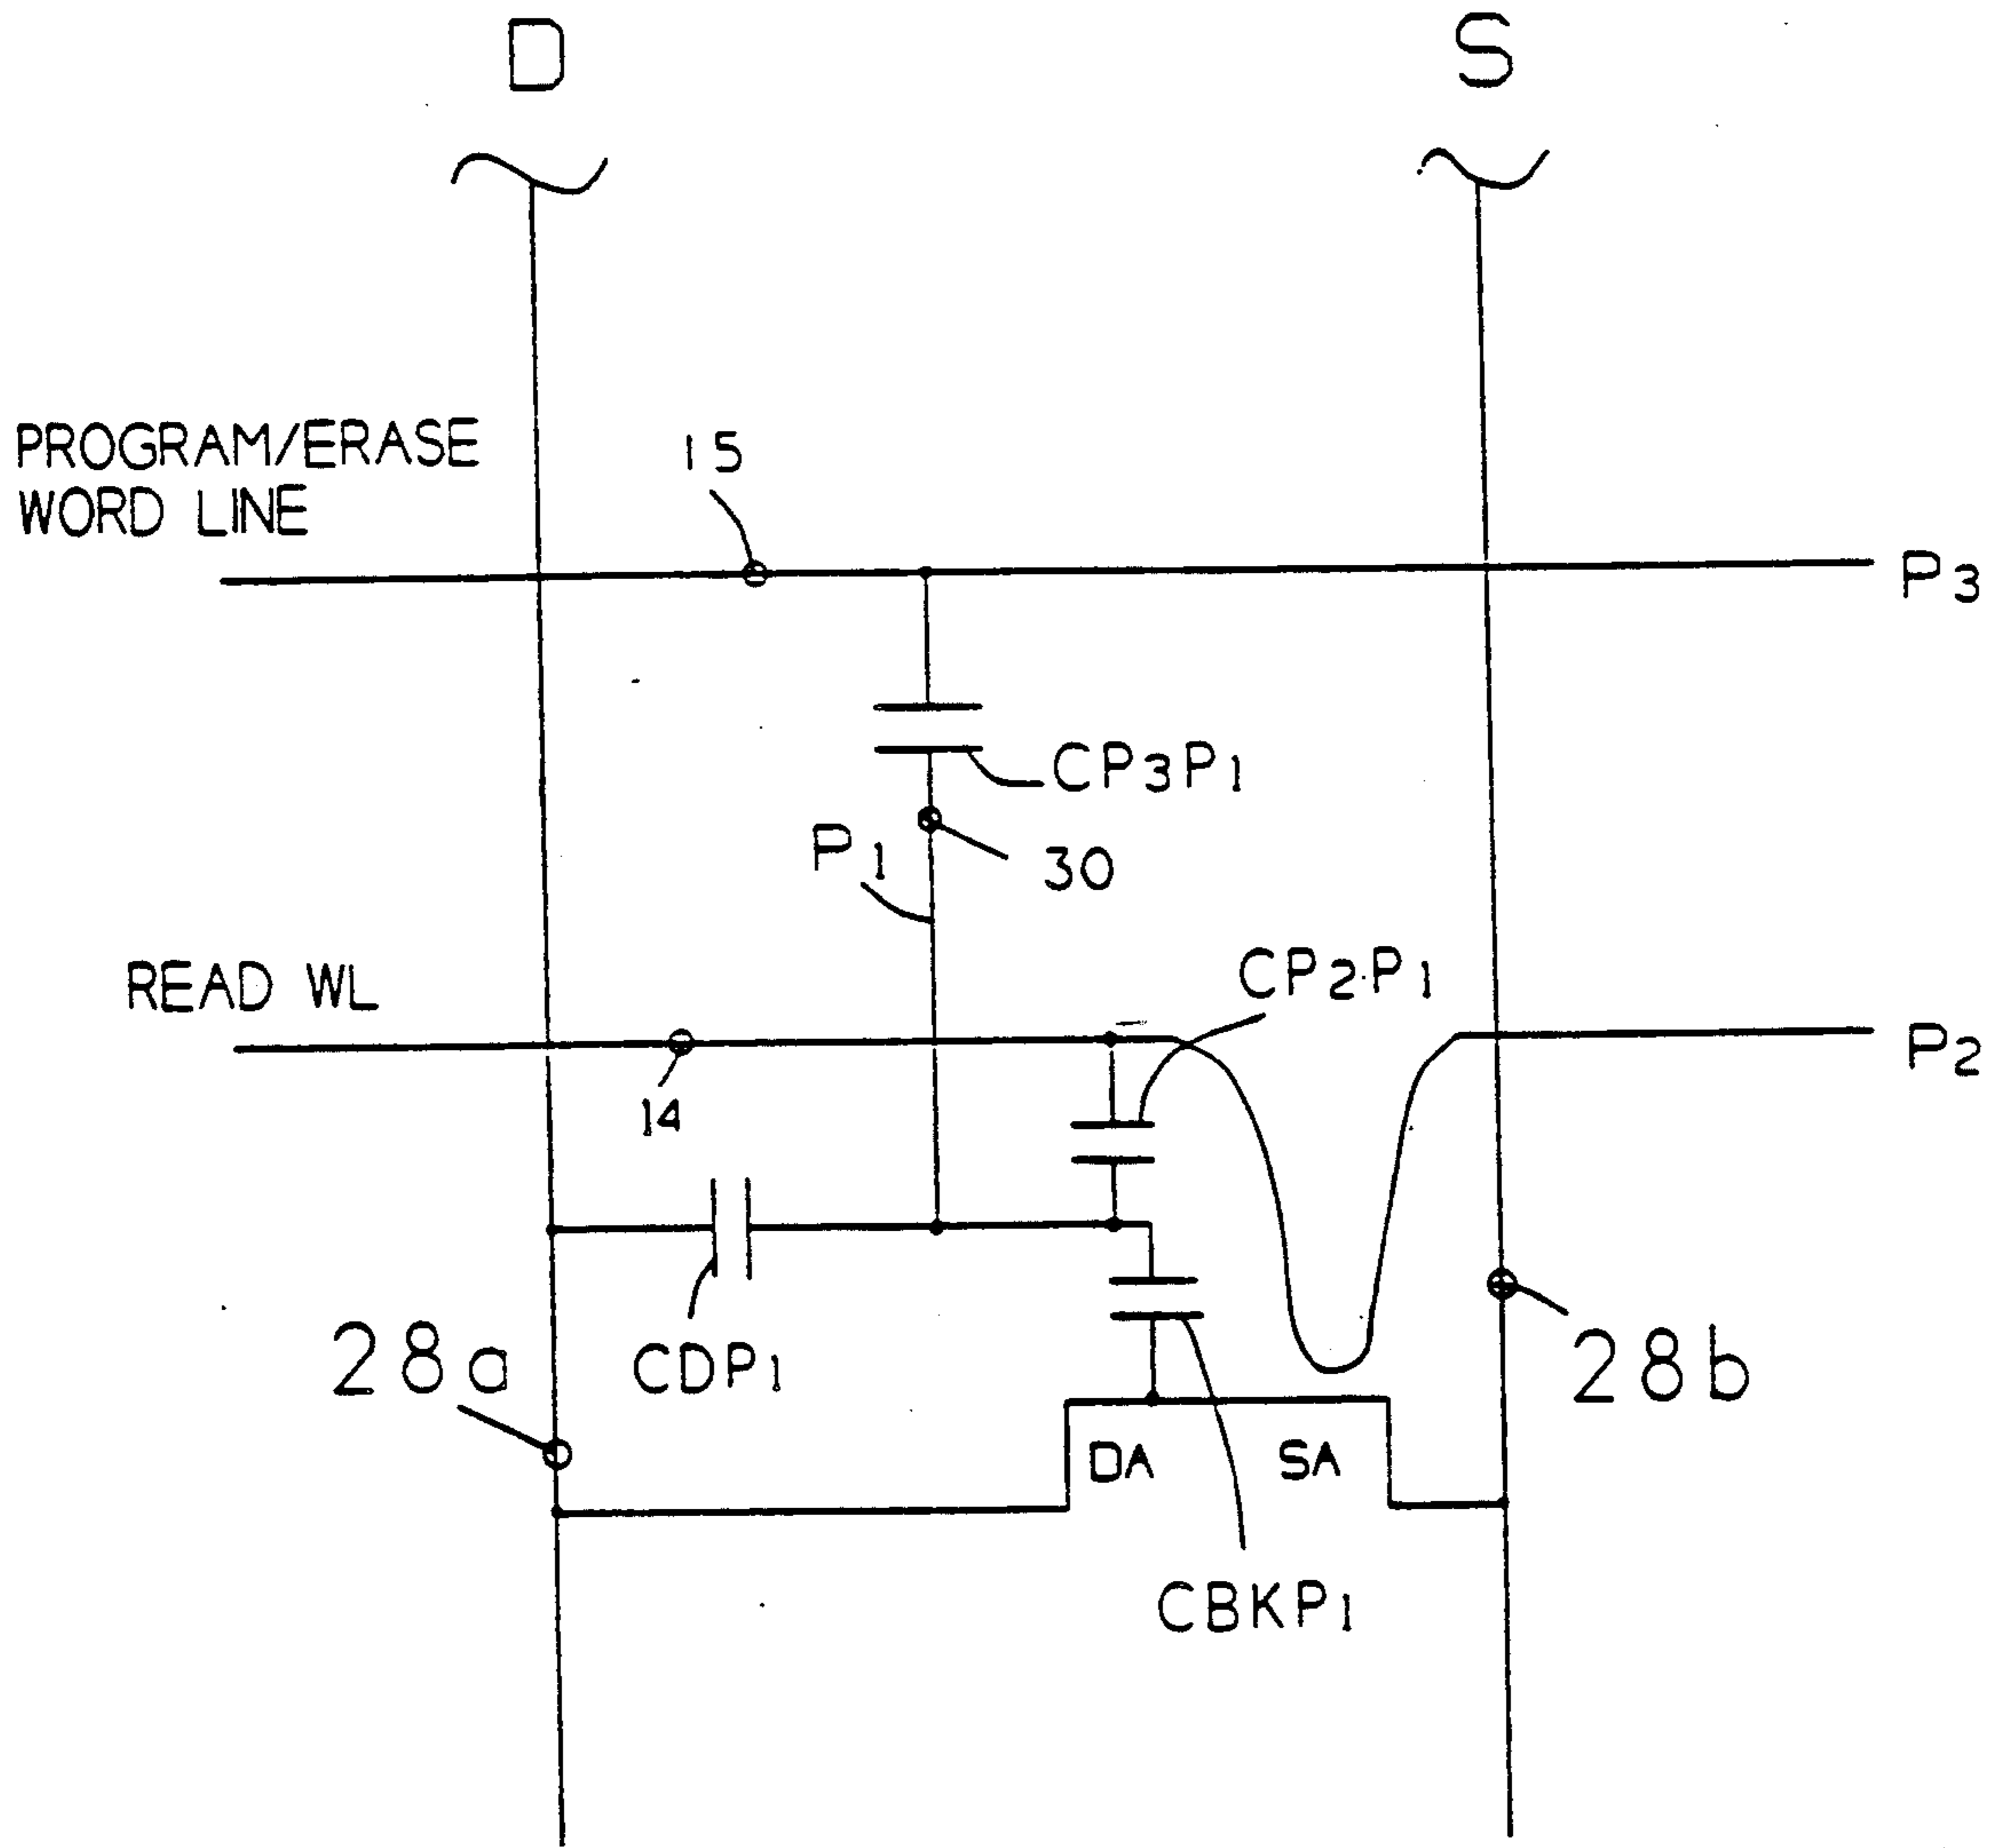 D
S
PROGRAM/ERASE
WORD LINE
15
P3
CP3P1
P1
30
READ WL
CP2·P1
P2
14
28a
CDP1
28b
DA
SA
CBKP1